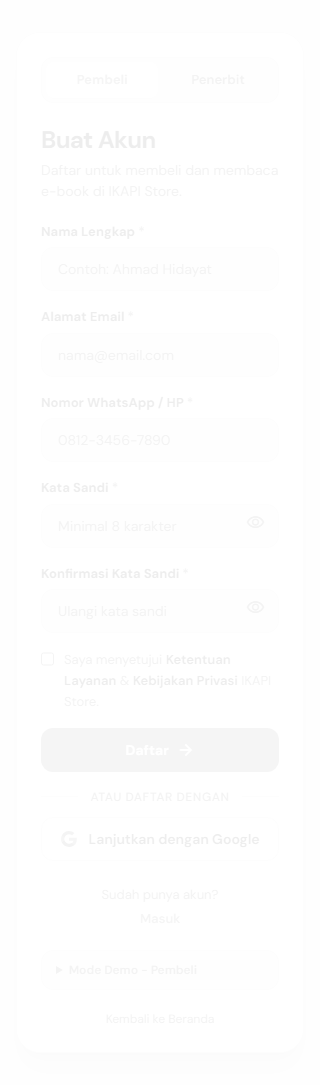 Pembeli
Penerbit
Buat Akun
Daftar untuk membeli dan membaca
e-book di IKAPI Store.
Nama Lengkap *
Contoh: Ahmad Hidayat
Alamat Email *
nama@email.com
Nomor WhatsApp / HP *
0812-3456-7890
Kata Sandi *
Minimal 8 karakter
Konfirmasi Kata Sandi *
Ulangi kata sandi
Saya menyetujui Ketentuan
Layanan & Kebijakan Privasi IKAPI
Store.
Daftar →
ATAU DAFTAR DENGAN
Lanjutkan dengan Google
Sudah punya akun?
Masuk
Mode Demo - Pembeli
Kembali ke Beranda